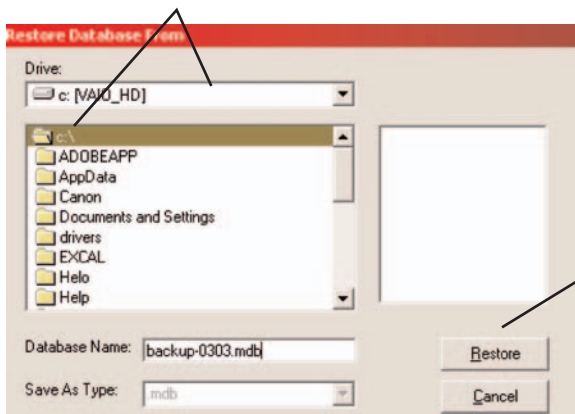 Restore Database From
Drive:
c: [VAIO_HD]
c:\
ADOBEAPP
AppData
Canon
Documents and Settings
drivers
EXCAL
Helo
Help
Database Name: backup-0303.mdb
Restore
Save As Type: .mdb
Cancel